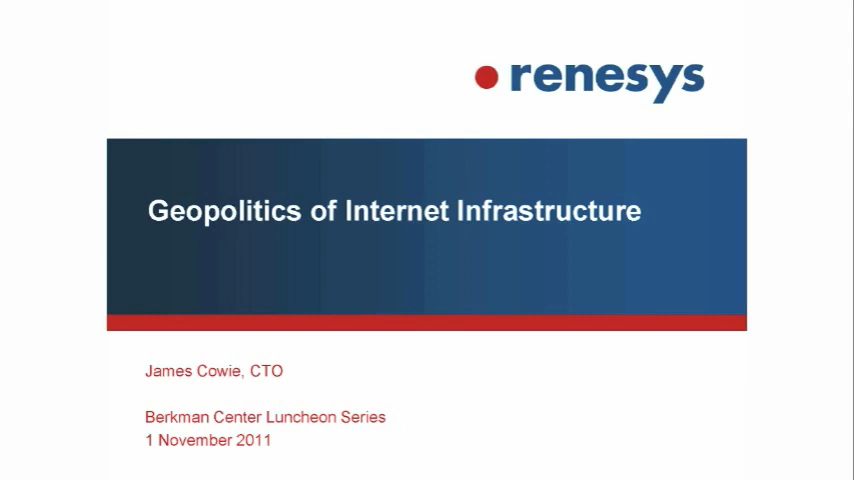 renesys
Geopolitics of Internet Infrastructure
James Cowie, CTO
Berkman Center Luncheon Series
1 November 2011